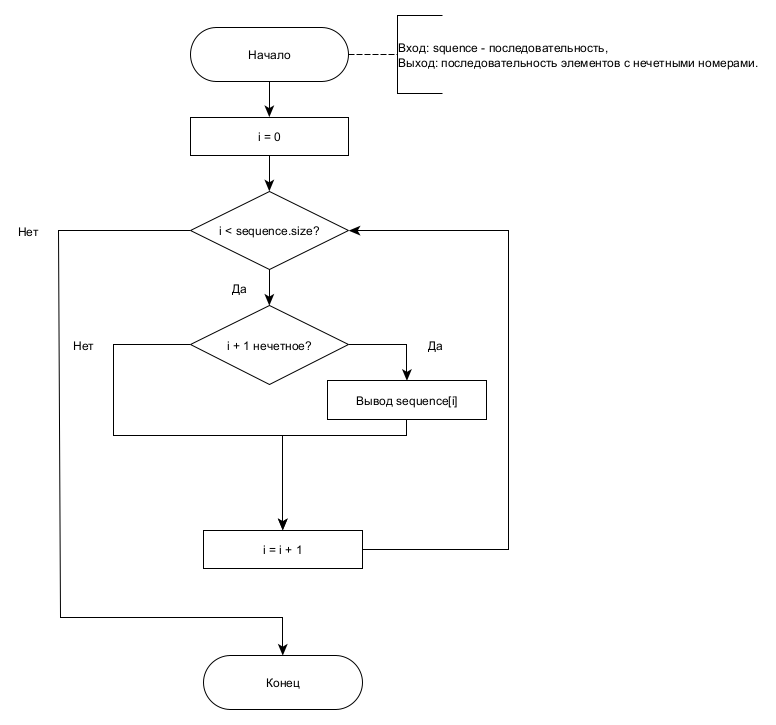 Начало
Вход: squence - последовательность,
Выход: последовательность элементов с нечетными номерами.
i = 0
i < sequence.size?
Нет
Да
i + 1 нечетное?
Нет
Да
Вывод sequence[i]
i = i + 1
Конец